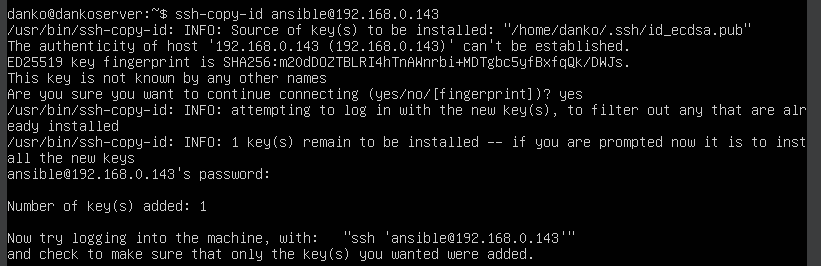 danko@dankoserver:~$ ssh-copy-id ansible@192.168.0.143
/usr/bin/ssh-copy-id: INFO: Source of key(s) to be installed: "/home/danko/.ssh/id_ecdsa.pub"
The authenticity of host '192.168.0.143 (192.168.0.143)' can't be established.
ED25519 key fingerprint is SHA256:m20dDOZTBLRI4hTnAWnrbi+MDTgbc5yfBxfqQk/DWJs.
This key is not known by any other names
Are you sure you want to continue connecting (yes/no/[fingerprint])? yes
/usr/bin/ssh-copy-id: INFO: attempting to log in with the new key(s), to filter out any that are alr
eady installed
/usr/bin/ssh-copy-id: INFO: 1 key(s) remain to be installed -- if you are prompted now it is to inst
all the new keys
ansible@192.168.0.143's password:
Number of key(s) added: 1
Now try logging into the machine, with:   "ssh 'ansible@192.168.0.143'"
and check to make sure that only the key(s) you wanted were added.